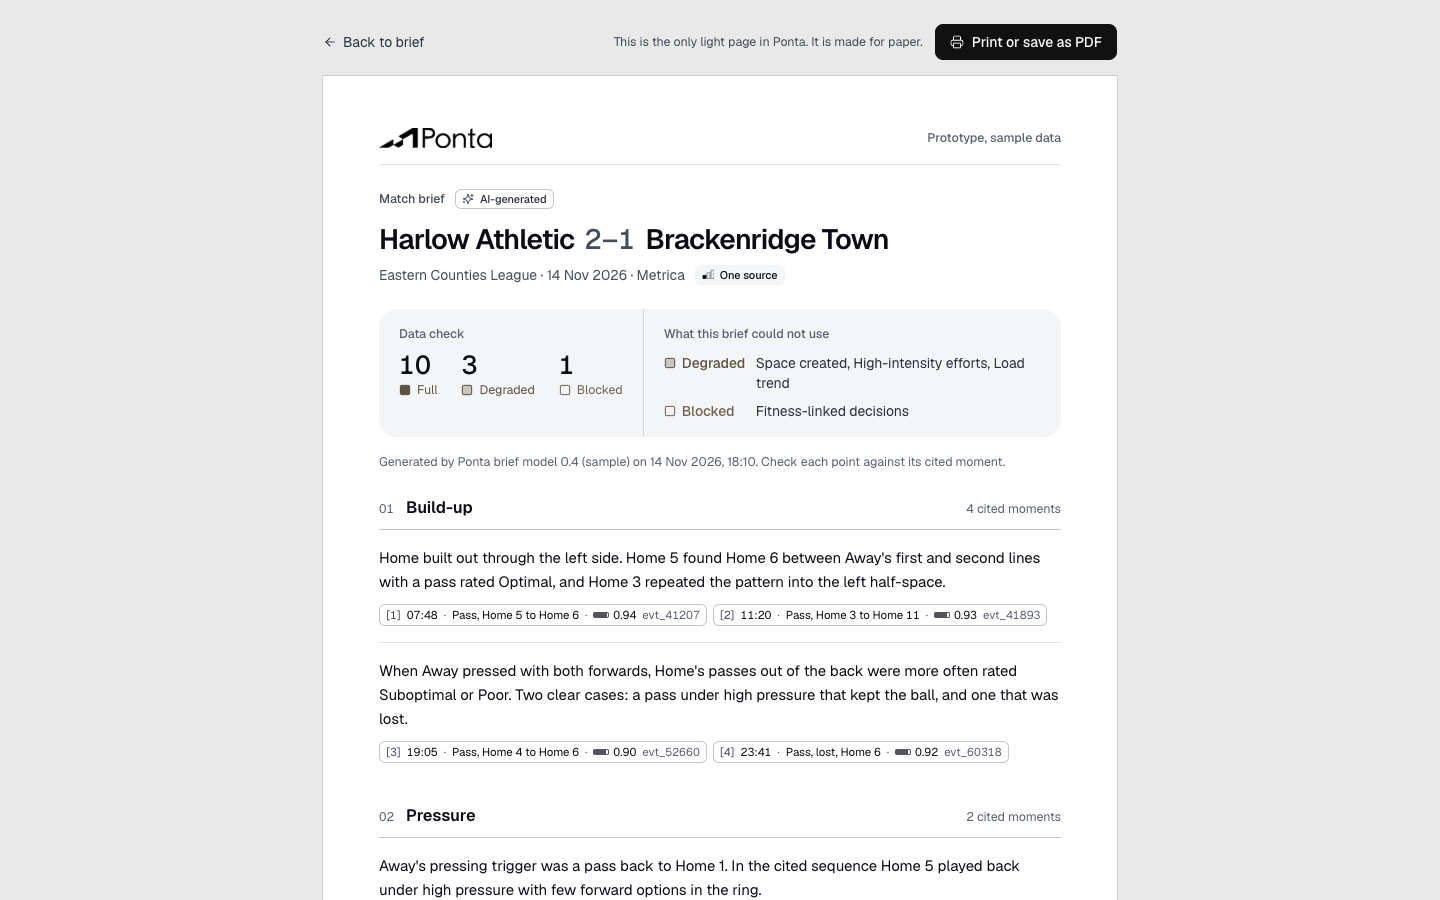 Back to brief
This is the only light page in Ponta. It is made for paper.
Print or save as PDF
Ponta
Prototype, sample data
Match brief
AI-generated
Harlow Athletic 2–1 Brackenridge Town
Eastern Counties League · 14 Nov 2026 · Metrica
One source
Data check
10 3 1
Full Degraded Blocked
What this brief could not use
Degraded Space created, High-intensity efforts, Load
trend
Blocked Fitness-linked decisions
Generated by Ponta brief model 0.4 (sample) on 14 Nov 2026, 18:10. Check each point against its cited moment.
01 Build-up
4 cited moments
Home built out through the left side. Home 5 found Home 6 between Away's first and second lines
with a pass rated Optimal, and Home 3 repeated the pattern into the left half-space.
[1] 07:48 · Pass, Home 5 to Home 6 · 0.94 evt_41207
[2] 11:20 · Pass, Home 3 to Home 11 · 0.93 evt_41893
When Away pressed with both forwards, Home's passes out of the back were more often rated
Suboptimal or Poor. Two clear cases: a pass under high pressure that kept the ball, and one that was
lost.
[3] 19:05 · Pass, Home 4 to Home 6 · 0.90 evt_52660
[4] 23:41 · Pass, lost, Home 6 · 0.92 evt_60318
02 Pressure
2 cited moments
Away's pressing trigger was a pass back to Home 1. In the cited sequence Home 5 played back
under high pressure with few forward options in the ring.